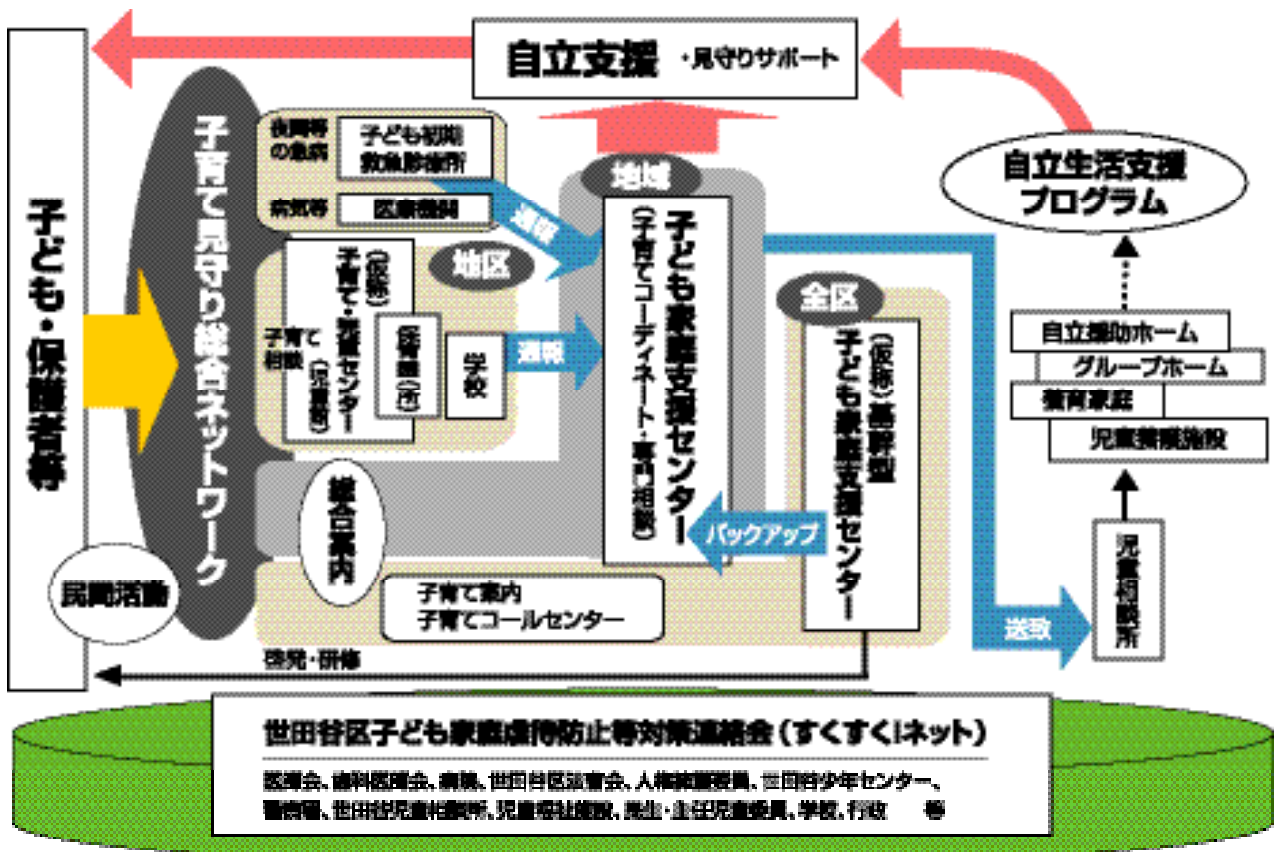 自立支援 ・見守りサポート
子ども・保護者等
子育て見守り総合ネットワーク
民間活動
夜間等
の急病
子ども初期
救急診療所
病気等
医療機関
通報
地区
子育て
相談
(仮称)
子育て・支援センター
(児童館)
保育園(所)
学校
通報
地域
子ども家庭支援センター
(子育てコーディネート・専門相談)
バックアップ
全区
(仮称)基幹型
子ども家庭支援センター
総合案内
子育て案内
子育てコールセンター
啓発・研修
自立生活支援
プログラム
自立援助ホーム
グループホーム
養育家庭
児童養護施設
児童相談所
送致
世田谷区子ども家庭虐待防止等対策連絡会(すくすくiネット)
医師会、歯科医師会、病院、世田谷区法曹会、人権擁護委員、世田谷少年センター、
警察署、世田谷児童相談所、児童福祉施設、民生・主任児童委員、学校、行政 等